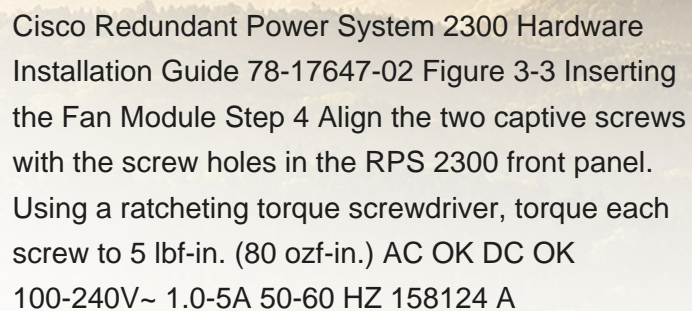 Cisco Redundant Power System 2300 Hardware
Installation Guide 78-17647-02 Figure 3-3 Inserting
the Fan Module Step 4 Align the two captive screws
with the screw holes in the RPS 2300 front panel.
Using a ratcheting torque screwdriver, torque each
screw to 5 lbf-in. (80 ozf-in.) AC OK DC OK
100-240V~ 1.0-5A 50-60 HZ 158124 A